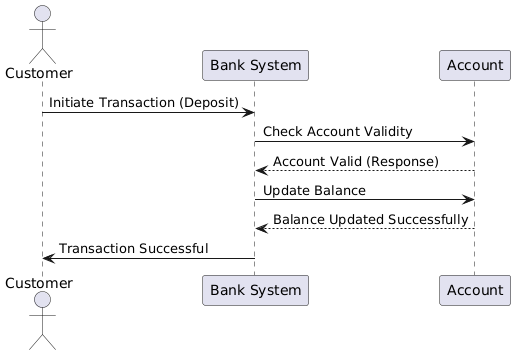 Customer
Bank System
Account
Initiate Transaction (Deposit)
Check Account Validity
Account Valid (Response)
Update Balance
Balance Updated Successfully
Transaction Successful
Customer
Bank System
Account